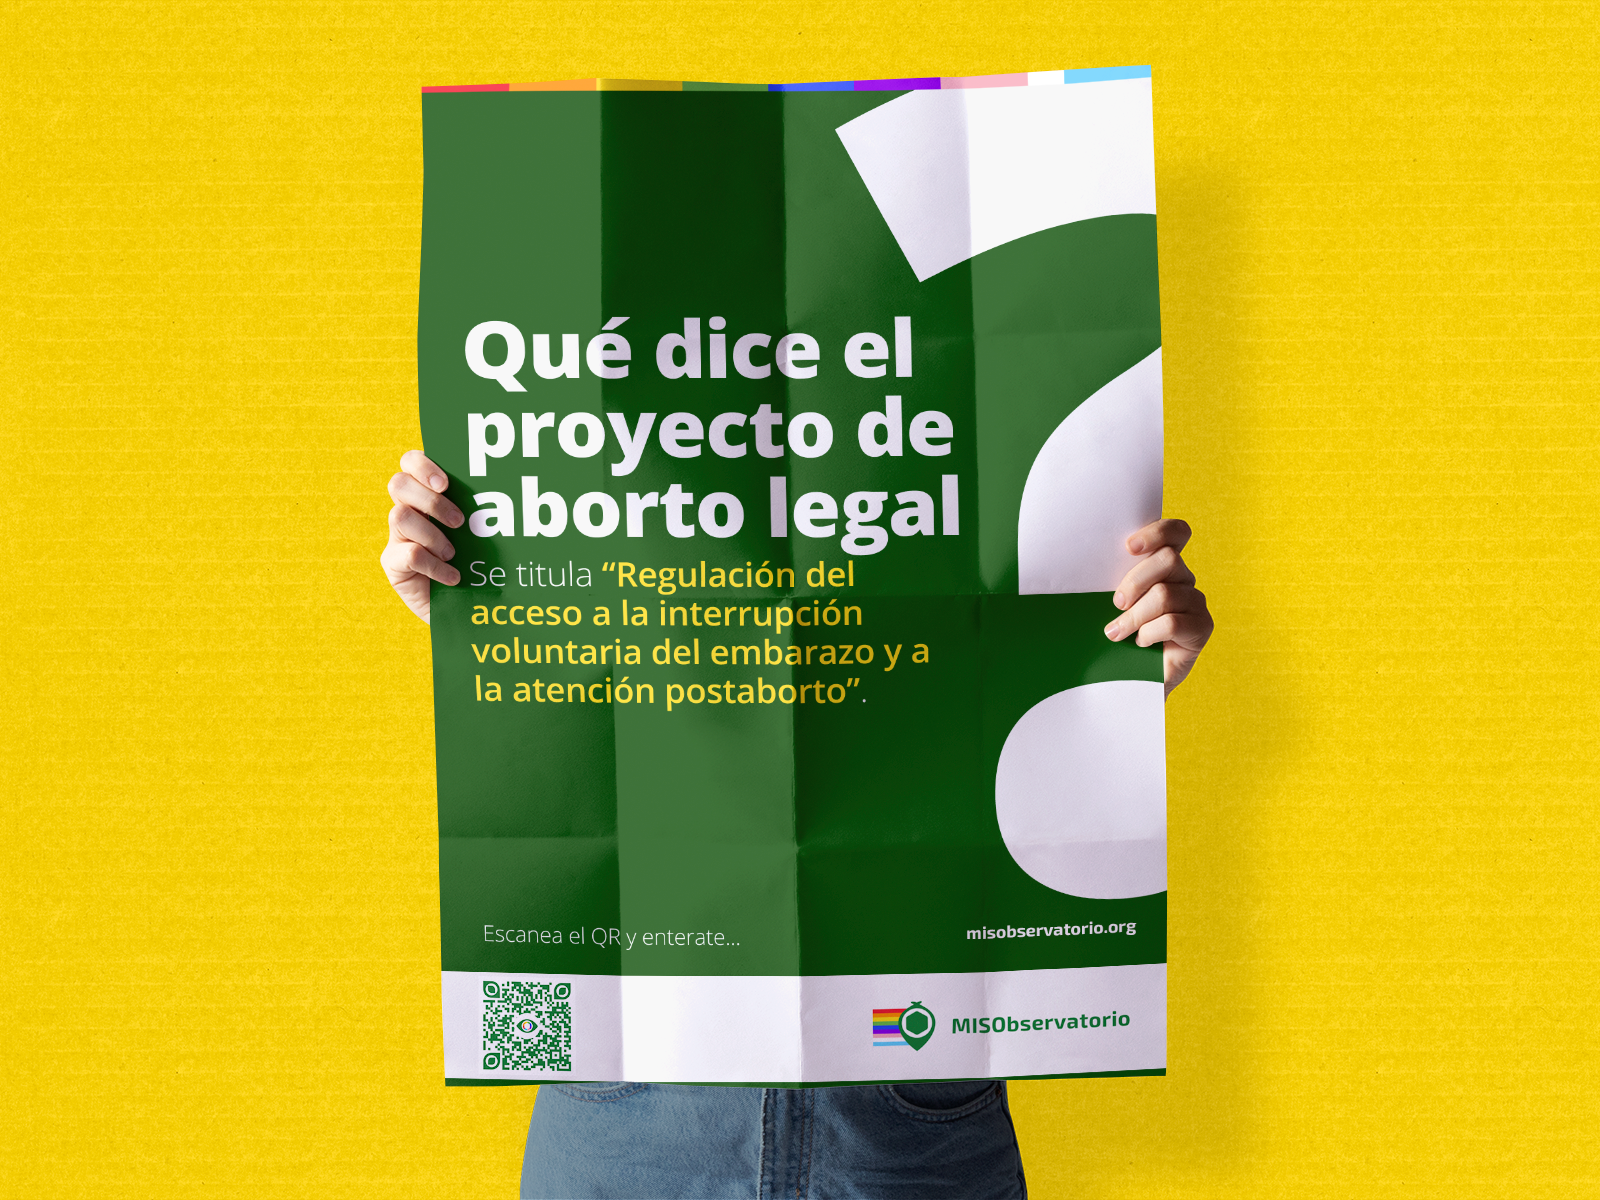 Qué dice el
proyecto de
aborto legal
Se titula “Regulación del
acceso a la interrupción
voluntaria del embarazo y a
la atención postaborto”.
Escanea el QR y enterate...
misobservatorio.org
MISObservatorio